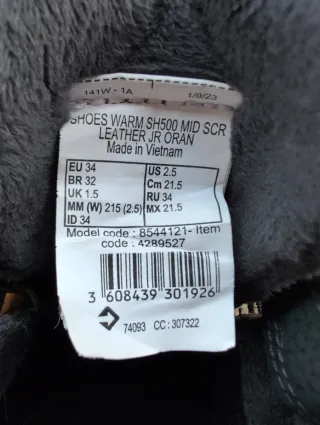 141W - 1A 1/9/23
SHOES WARM SH500 MID SCR
LEATHER JR ORAN
Made in Vietnam
EU 34 US 2.5
BR 32 Cm 21.5
UK 1.5 RU 34
MM (W) 215 (2.5) MX 21.5
ID 34
Model code : 8544121- Item
code : 4289527
3 608439 301926
74093 CC : 307322